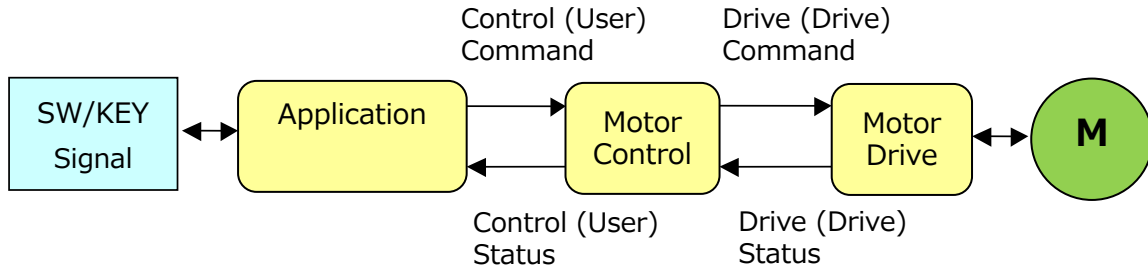 Control (User)
Command
Drive (Drive)
Command
SW/KEY
Signal
Application
Motor
Control
Motor
Drive
M
Control (User)
Status
Drive (Drive)
Status